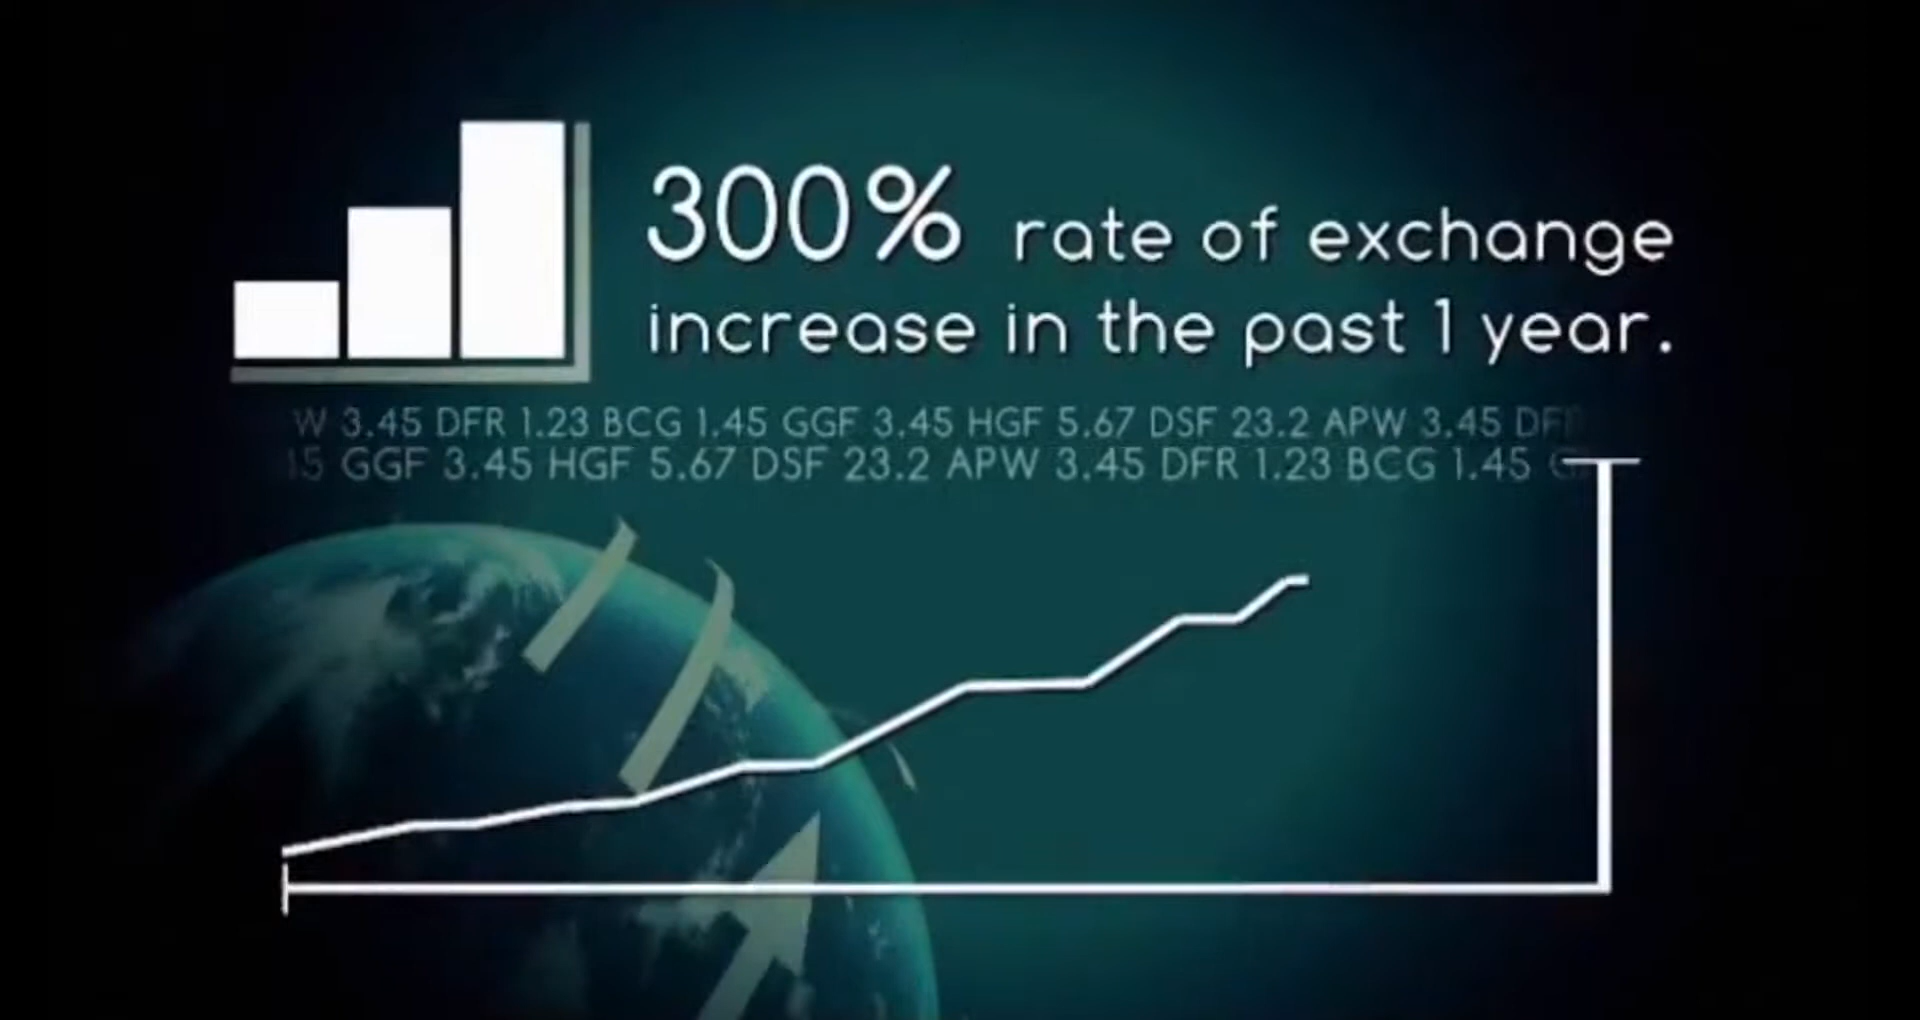 300% rate of exchange
increase in the past 1 year.
W 3.45 DFR 1.23 BCG 1.45 GGF 3.45 HGF 5.67 DSF 23.2 APW 3.45 DFR
45 GGF 3.45 HGF 5.67 DSF 23.2 APW 3.45 DFR 1.23 BCG 1.45